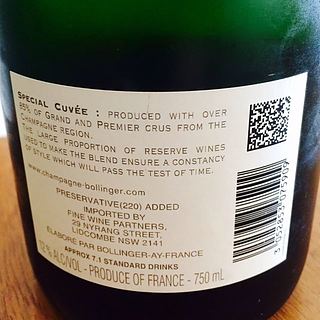 SPECIAL CUVÉE : PRODUCED WITH OVER
85% OF GRAND AND PREMIER CRUS FROM THE
CHAMPAGNE REGION.
THE LARGE PROPORTION OF RESERVE WINES
USED TO MAKE THE BLEND ENSURE A CONSTANCY
OF STYLE WHICH WILL PASS THE TEST OF TIME.
www.champagne-bollinger.com
PRESERVATIVE(220) ADDED
IMPORTED BY
FINE WINE PARTNERS,
29 NYRANG STREET,
LIDCOMBE NSW 2141
ÉLABORÉ PAR BOLLINGER-AY-FRANCE
APPROX 7.1 STANDARD DRINKS
12% ALC/VOL - PRODUCE OF FRANCE - 750 ml
3 052853 075909